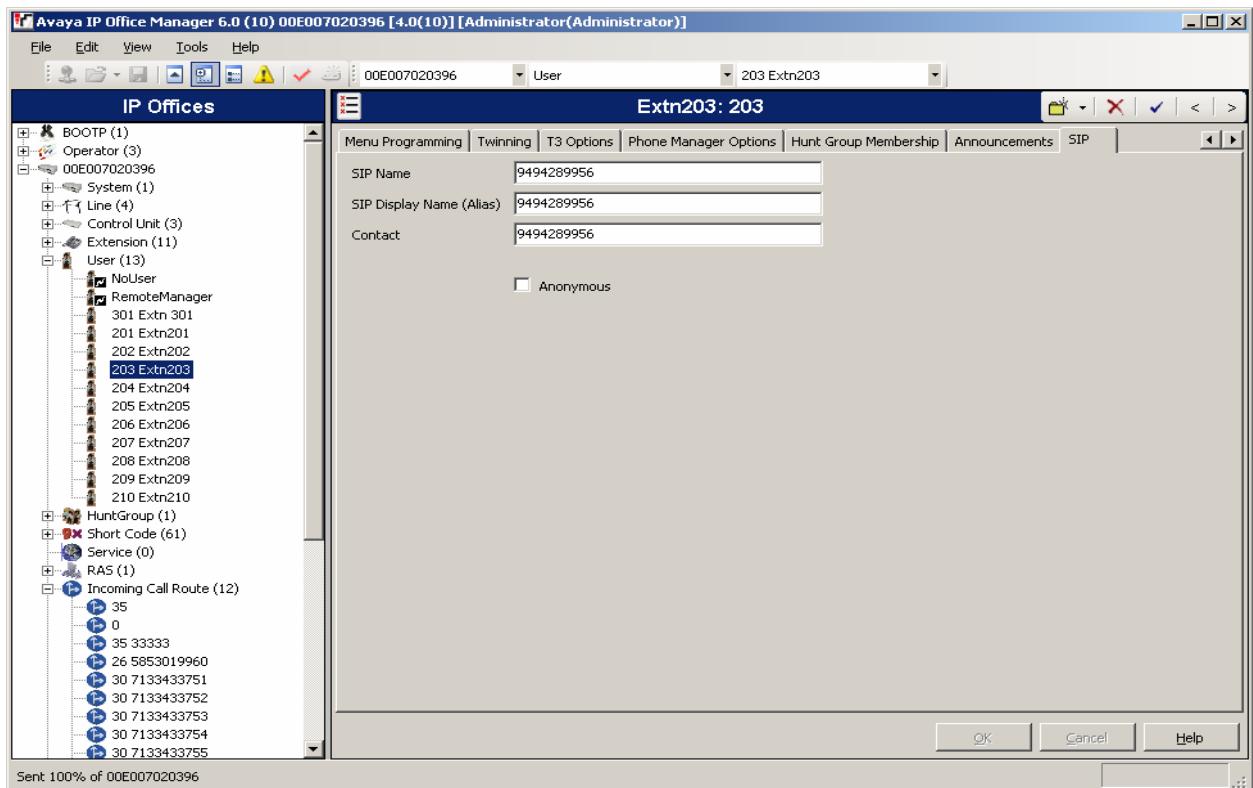 Avaya IP Office Manager 6.0 (10) 00E007020396 [4.0(10)] [Administrator(Administrator)]
File Edit View Tools Help
00E007020396 User 203 Extn203
IP Offices
Extn203: 203
BOOTP (1)
Operator (3)
00E007020396
System (1)
Line (4)
Control Unit (3)
Extension (11)
User (13)
NoUser
RemoteManager
301 Extn 301
201 Extn201
202 Extn202
203 Extn203
204 Extn204
205 Extn205
206 Extn206
207 Extn207
208 Extn208
209 Extn209
210 Extn210
HuntGroup (1)
Short Code (61)
Service (0)
RAS (1)
Incoming Call Route (12)
35
0
35 33333
26 5853019960
30 7133433751
30 7133433752
30 7133433753
30 7133433754
30 7133433755
Menu Programming Twinning T3 Options Phone Manager Options Hunt Group Membership Announcements SIP
SIP Name 9494289956
SIP Display Name (Alias) 9494289956
Contact 9494289956
Anonymous
OK Cancel Help
Sent 100% of 00E007020396